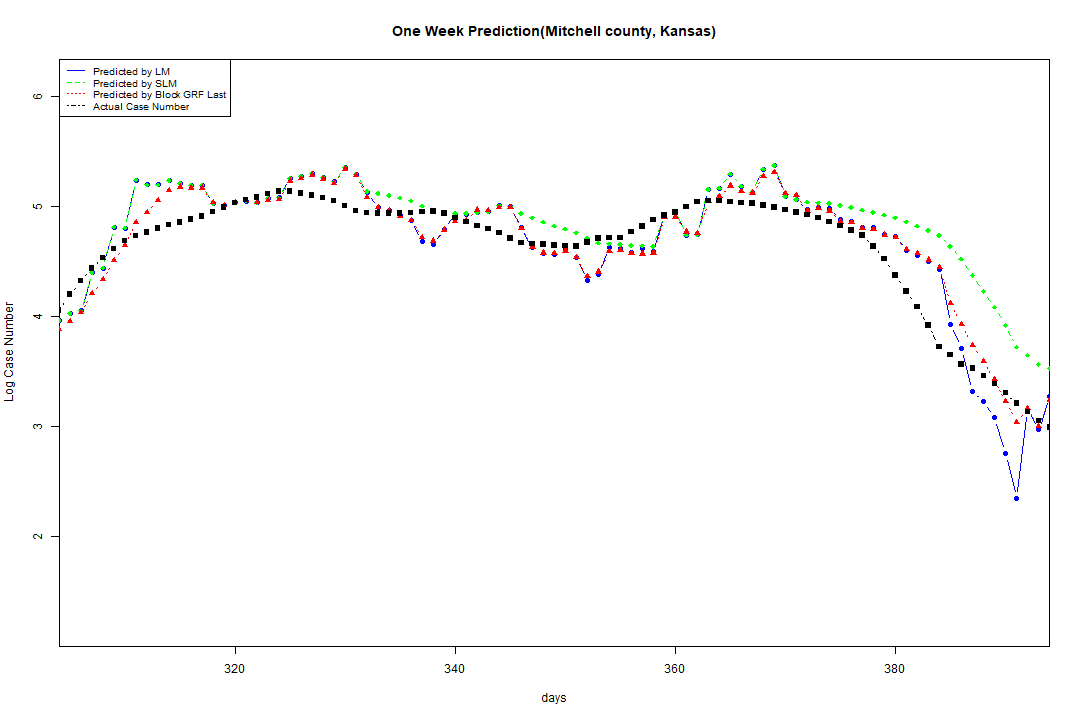 One Week Prediction(Mitchell county, Kansas)
Predicted by LM
Predicted by SLM
Predicted by Block GRF Last
Actual Case Number
6
5
4
3
2
Log Case Number
320 340 360 380
days